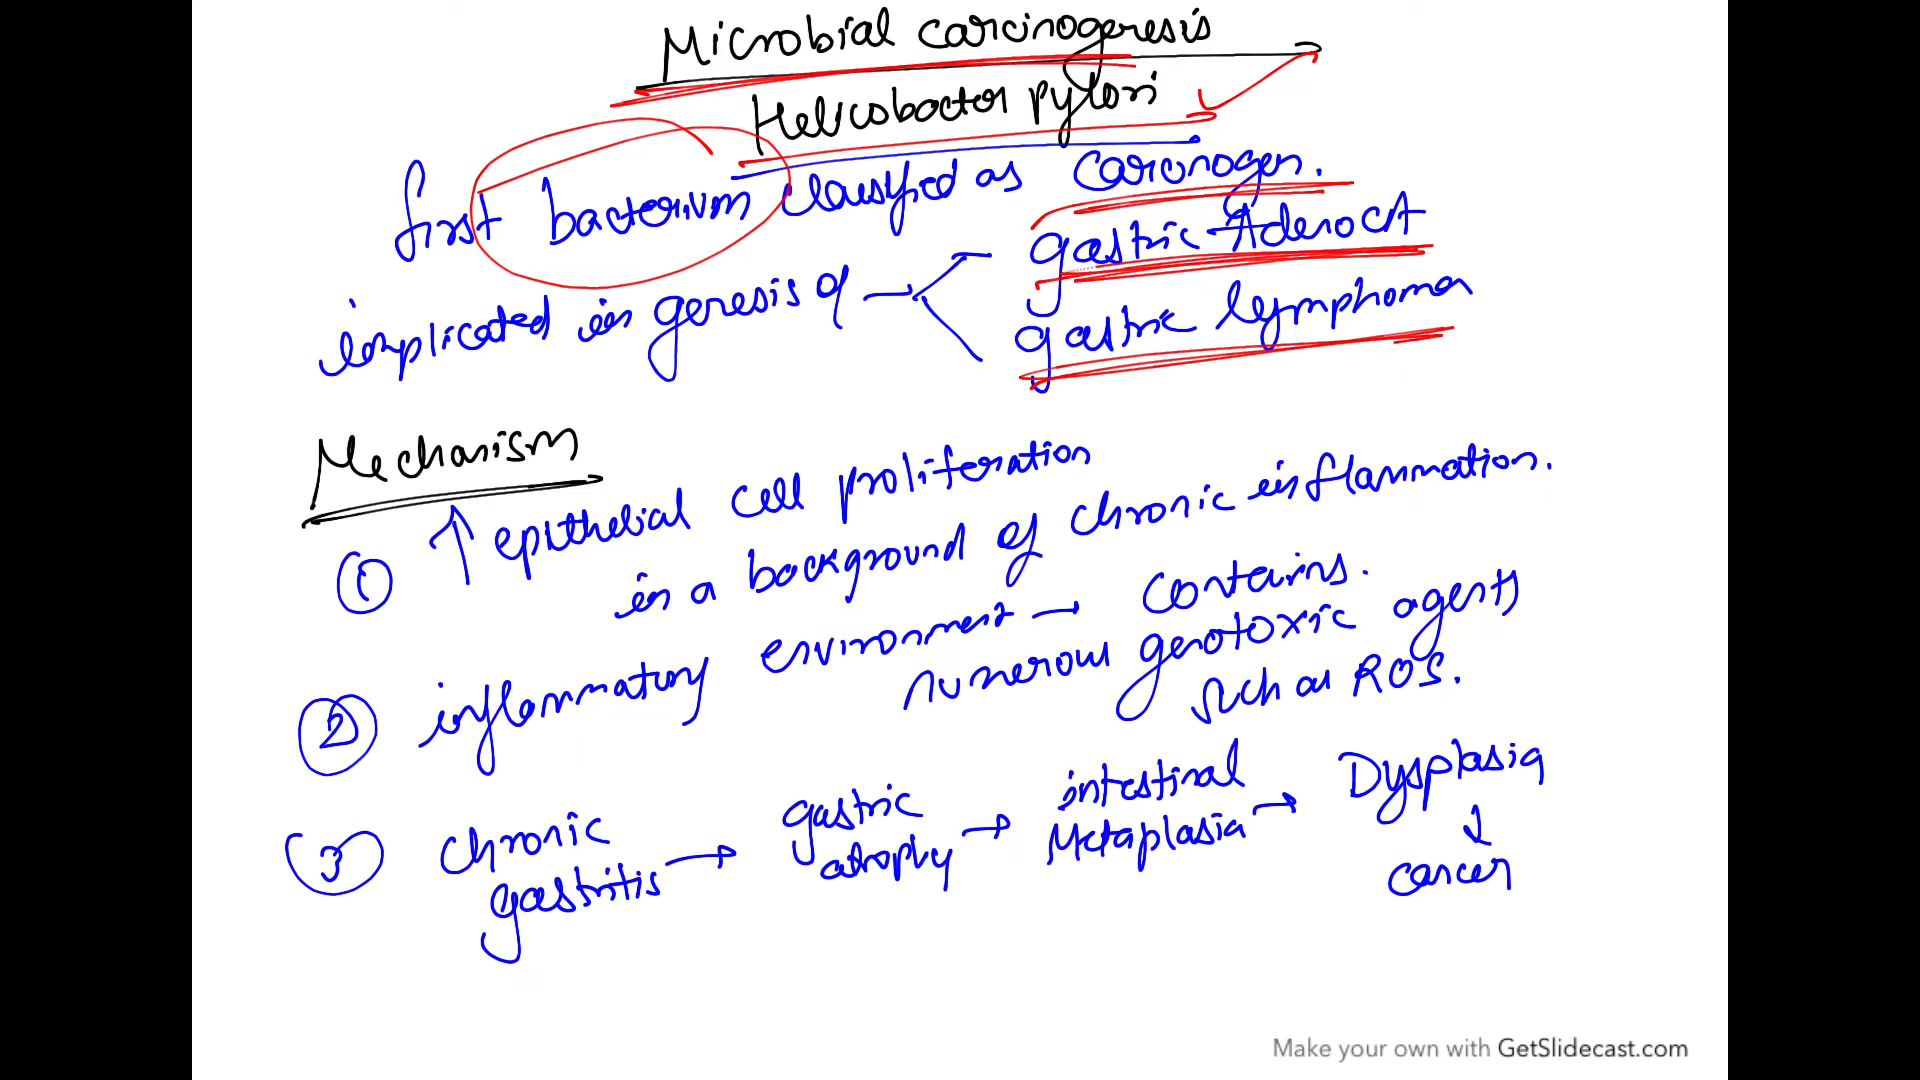 Microbial carcinogenesis
Helicobacter pylori
first bacterium classified as carcinogen.
implicated in genesis of → gastric AdenoCA
gastric lymphoma
Mechanism
① ↑ epithelial cell proliferation
in a background of chronic inflammation.
② inflammatory environment → contains.
numerous genotoxic agents
such as ROS.
③ chronic gastritis → gastric atrophy → intestinal Metaplasia → Dysplasia
↓
cancer
Make your own with GetSlidecast.com